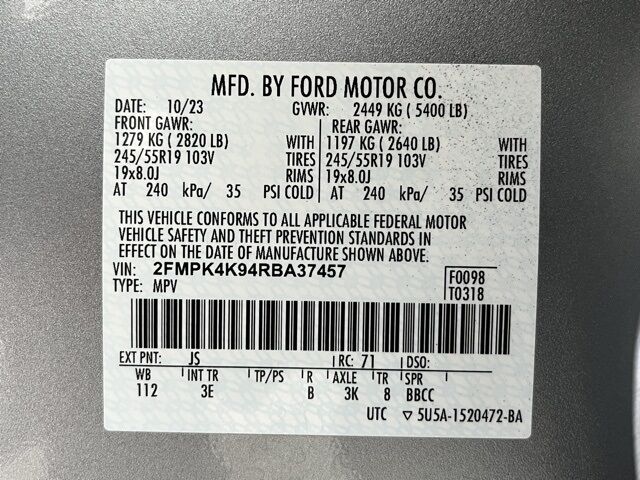 MFD. BY FORD MOTOR CO.
DATE: 10/23 GVWR: 2449 KG ( 5400 LB)
FRONT GAWR: REAR GAWR:
1279 KG ( 2820 LB) WITH 1197 KG ( 2640 LB) WITH
245/55R19 103V TIRES 245/55R19 103V TIRES
19x8.0J RIMS 19x8.0J RIMS
AT 240 kPa/ 35 PSI COLD AT 240 kPa/ 35 PSI COLD
THIS VEHICLE CONFORMS TO ALL APPLICABLE FEDERAL MOTOR
VEHICLE SAFETY AND THEFT PREVENTION STANDARDS IN
EFFECT ON THE DATE OF MANUFACTURE SHOWN ABOVE.
VIN: 2FMPK4K94RBA37457 F0098
TYPE: MPV T0318
EXT PNT: JS RC: 71 DSO:
WB INT TR TP/PS R AXLE TR SPR
112 3E B 3K 8 BBCC
UTC ▽ 5U5A-1520472-BA